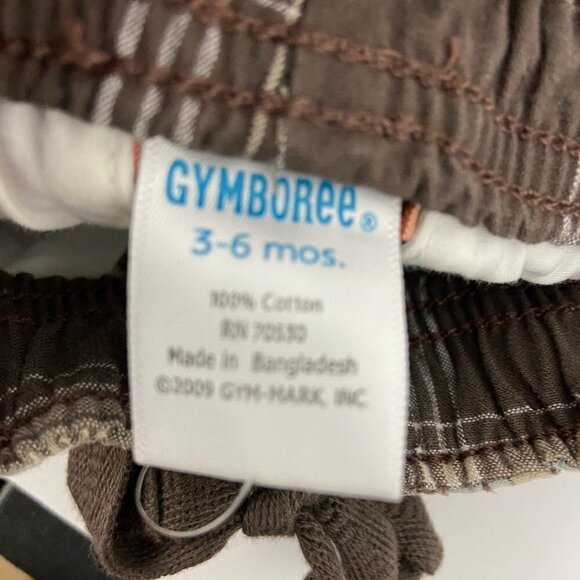 GYMBOREE®
3-6 mos.
100% Cotton
RN 70530
Made in Bangladesh
©2009 GYM-MARK, INC